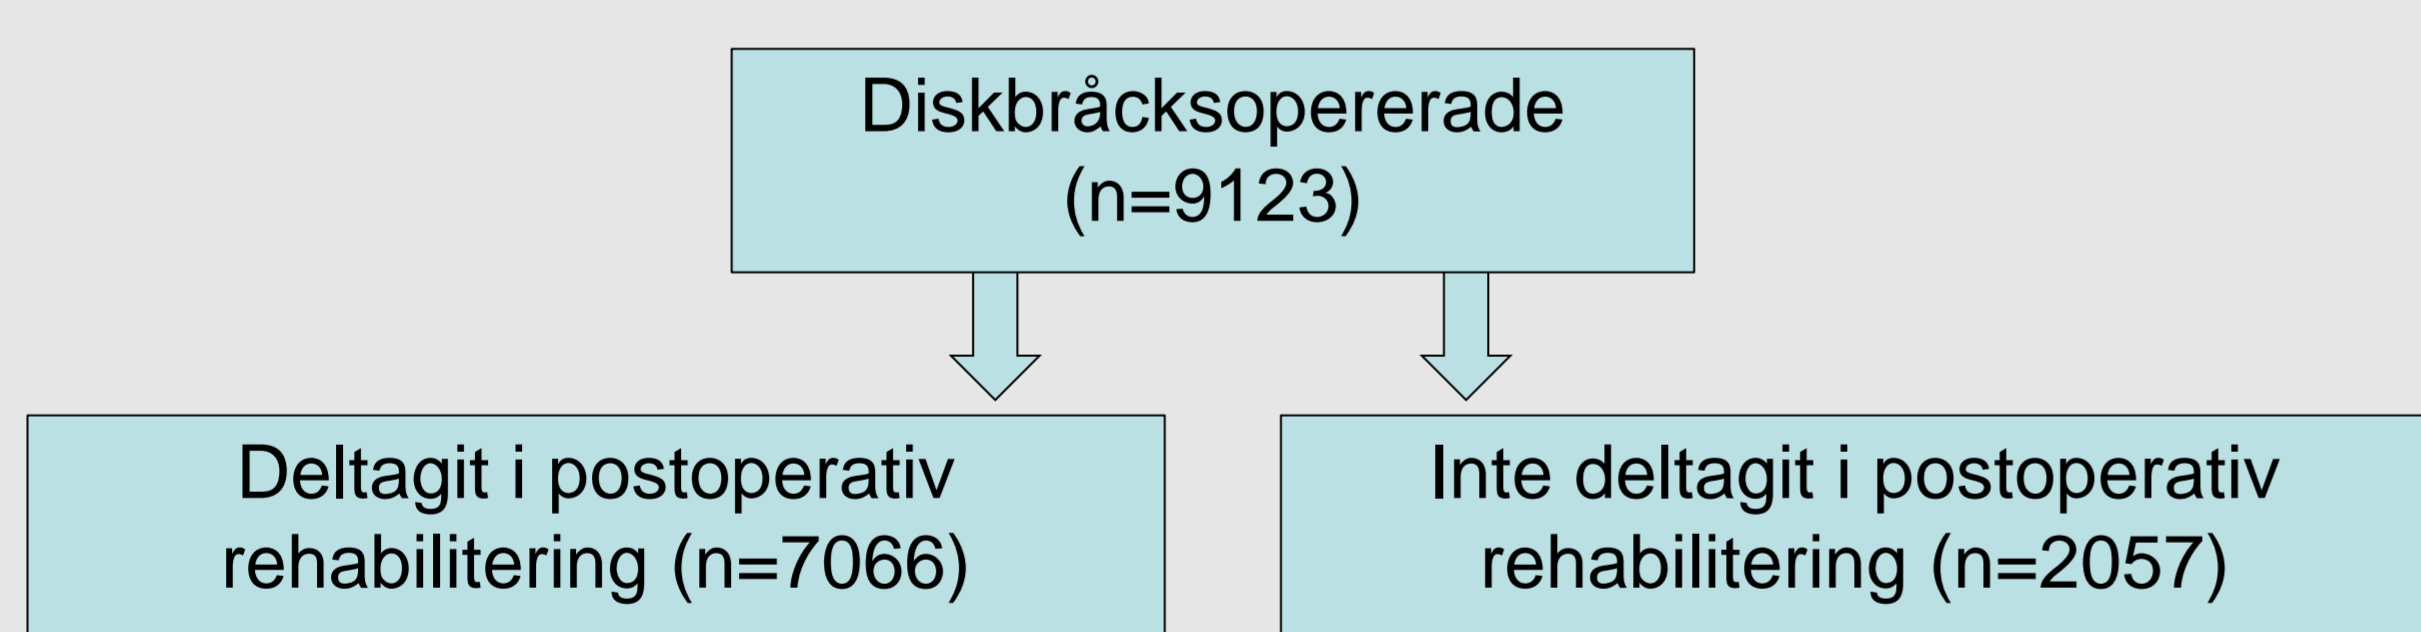 Diskbråcksopererade
(n=9123)
Deltagit i postoperativ
rehabilitering (n=7066)
Inte deltagit i postoperativ
rehabilitering (n=2057)